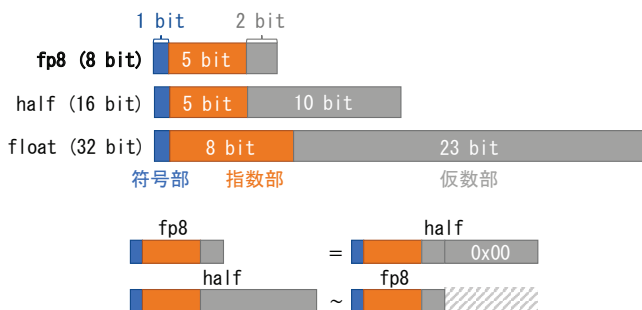 1 bit 2 bit
fp8 (8 bit) 5 bit
half (16 bit) 5 bit 10 bit
float (32 bit) 8 bit 23 bit
符号部 指数部 仮数部
fp8 half
= 0x00
half fp8
~